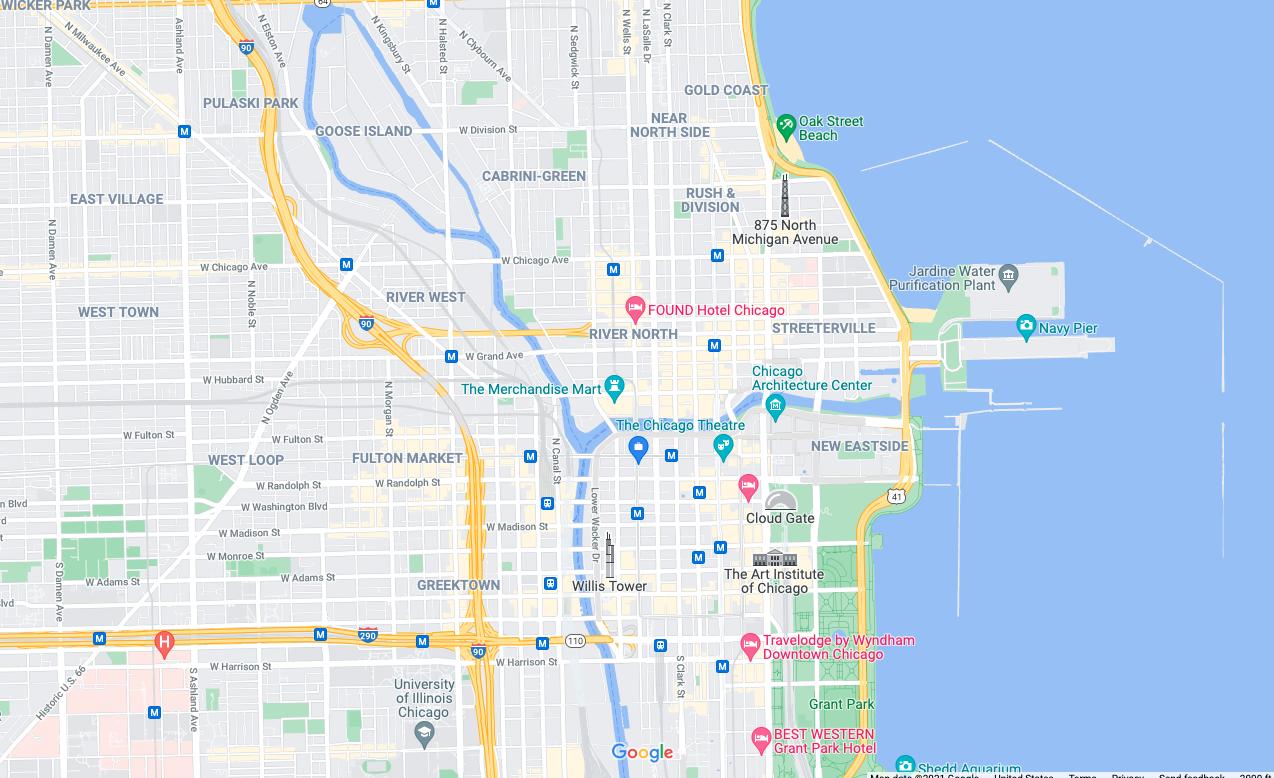 WICKER PARK
64
M
N Damen Ave
N Milwaukee Ave
Ashland Ave
N Elston Ave
90
N Kingsbury St
N Halsted St
N Clybourn Ave
N Sedgwick St
N Wells St
N LaSalle Dr
N Clark St
GOLD COAST
PULASKI PARK
GOOSE ISLAND
M
W Division St
NEAR
NORTH SIDE
Oak Street
Beach
CABRINI-GREEN
EAST VILLAGE
RUSH &
DIVISION
875 North
Michigan Avenue
N Damen Ave
W Chicago Ave
M
W Chicago Ave
M
M
Jardine Water
Purification Plant
N Noble St
RIVER WEST
WEST TOWN
90
FOUND Hotel Chicago
RIVER NORTH
STREETERVILLE
Navy Pier
M
W Grand Ave
M
W Hubbard St
N Ogden Ave
N Morgan St
The Merchandise Mart
Chicago
Architecture Center
W Fulton St
W Fulton St
The Chicago Theatre
NEW EASTSIDE
WEST LOOP
FULTON MARKET
M
N Canal St
M
W Randolph St
W Randolph St
M
41
W Washington Blvd
n Blvd
Lower Wacker Dr
M
Cloud Gate
W Madison St
W Madison St
W Monroe St
M
M
The Art Institute
of Chicago
S Damen Ave
W Adams St
W Adams St
GREEKTOWN
Willis Tower
Blvd
Grant Park
M
M
290
M
90
M
110
Travelodge by Wyndham
Downtown Chicago
H
W Harrison St
W Harrison St
S Clark St
M
Historic U.S. 66
S Ashland Ave
University
of Illinois
Chicago
M
Grant Park
Google
BEST WESTERN
Grant Park Hotel
Shedd Aquarium
Map data ©2021 Google
United States
Terms
Privacy
Send feedback